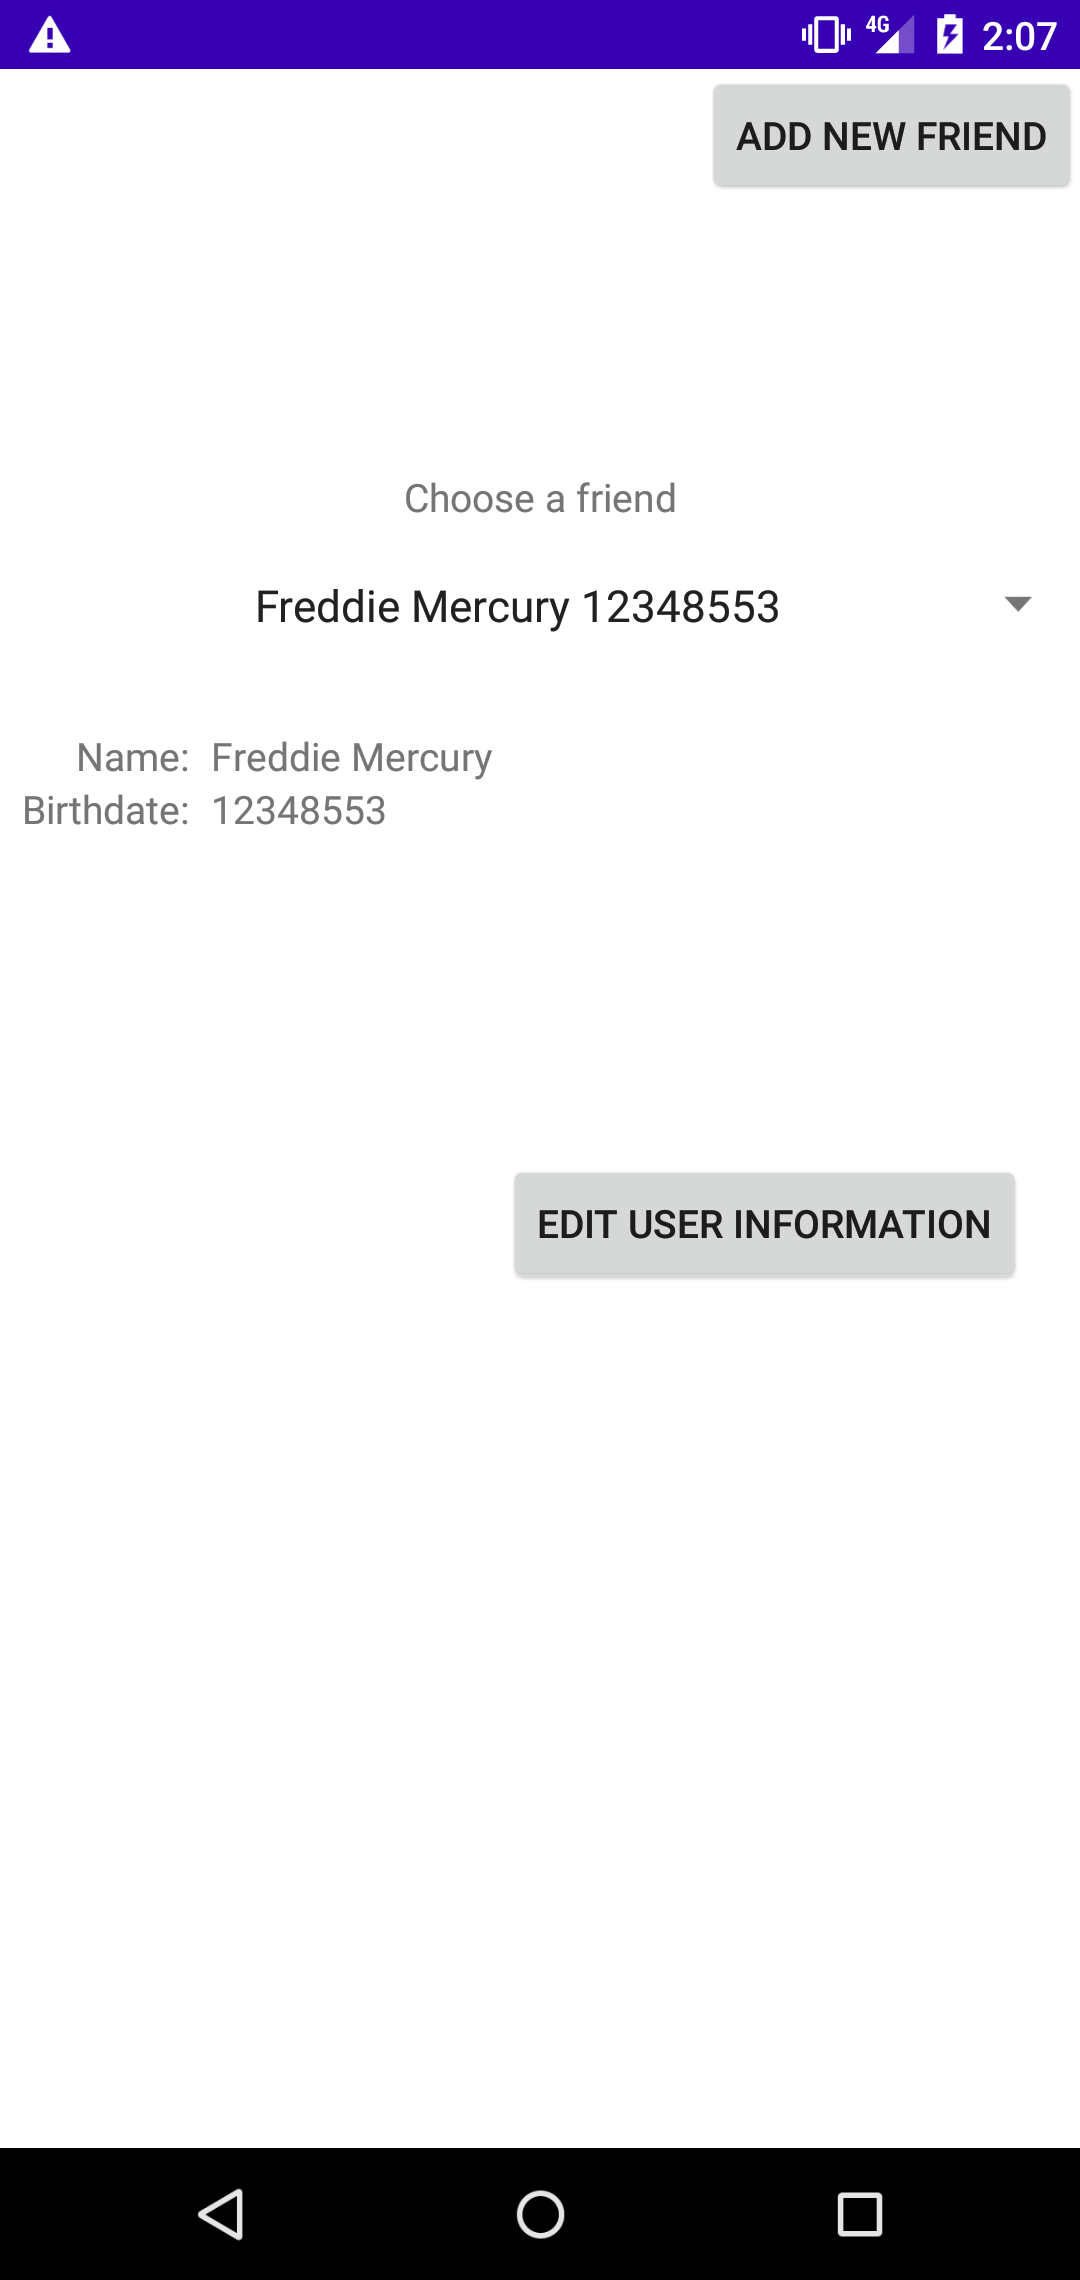 4G 2:07
ADD NEW FRIEND
Choose a friend
Freddie Mercury 12348553
Name: Freddie Mercury
Birthdate: 12348553
EDIT USER INFORMATION